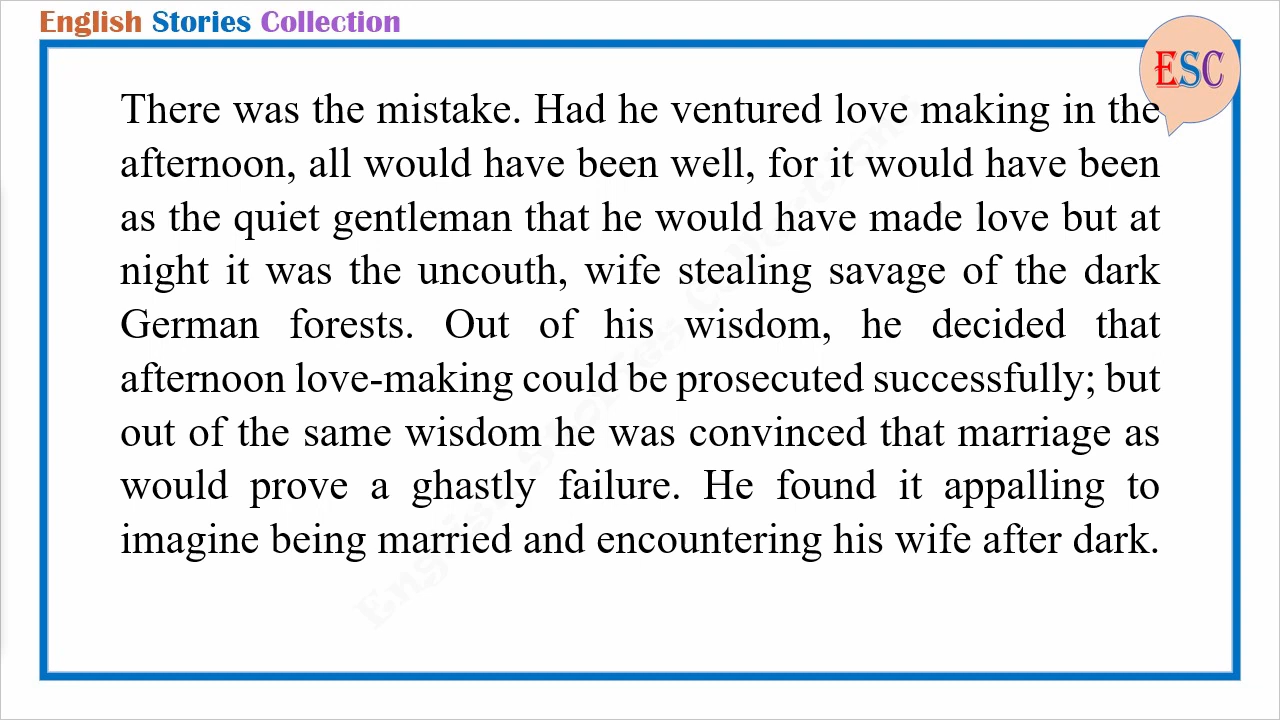 English Stories Collection
ESC
There was the mistake. Had he ventured love making in the
afternoon, all would have been well, for it would have been
as the quiet gentleman that he would have made love but at
night it was the uncouth, wife stealing savage of the dark
German forests. Out of his wisdom, he decided that
afternoon love-making could be prosecuted successfully; but
out of the same wisdom he was convinced that marriage as
would prove a ghastly failure. He found it appalling to
imagine being married and encountering his wife after dark.